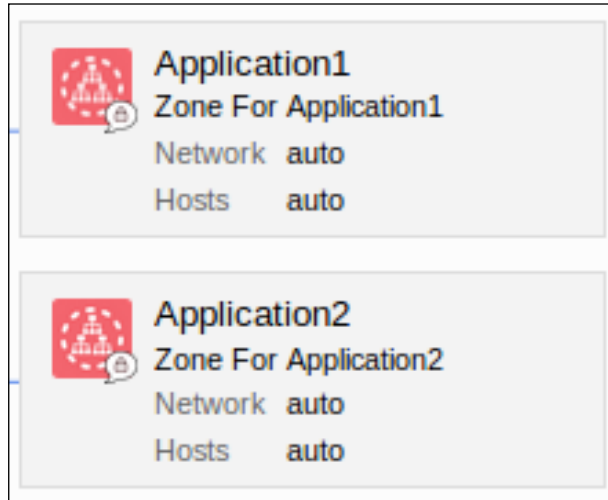 Application1
Zone For Application1
Network auto
Hosts auto
Application2
Zone For Application2
Network auto
Hosts auto